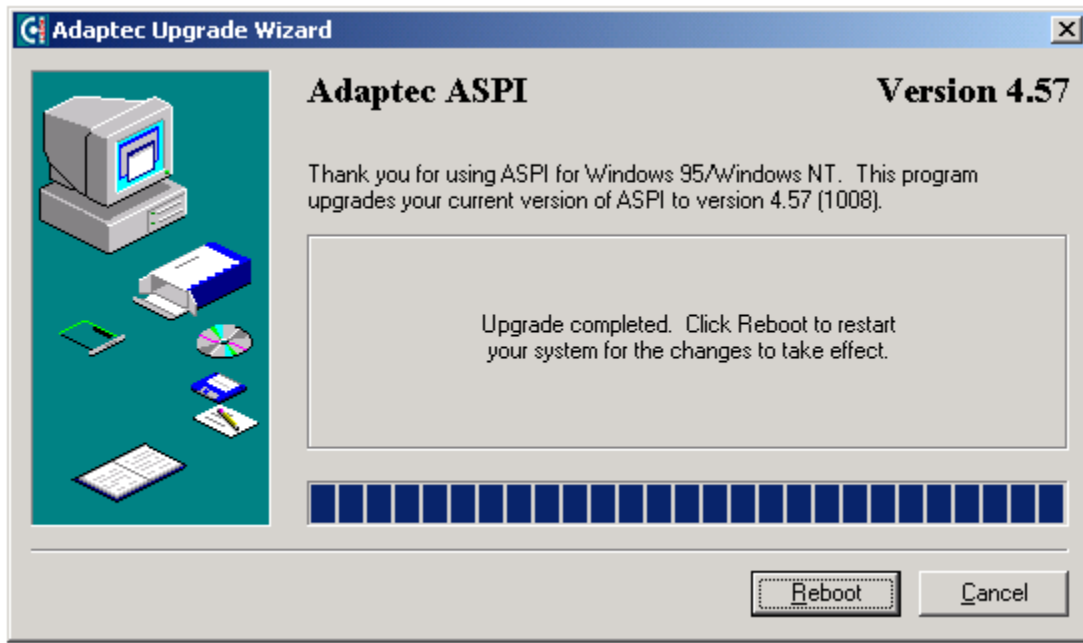 Adaptec Upgrade Wizard
Adaptec ASPI Version 4.57
Thank you for using ASPI for Windows 95/Windows NT. This program
upgrades your current version of ASPI to version 4.57 (1008).
Upgrade completed. Click Reboot to restart
your system for the changes to take effect.
Reboot Cancel